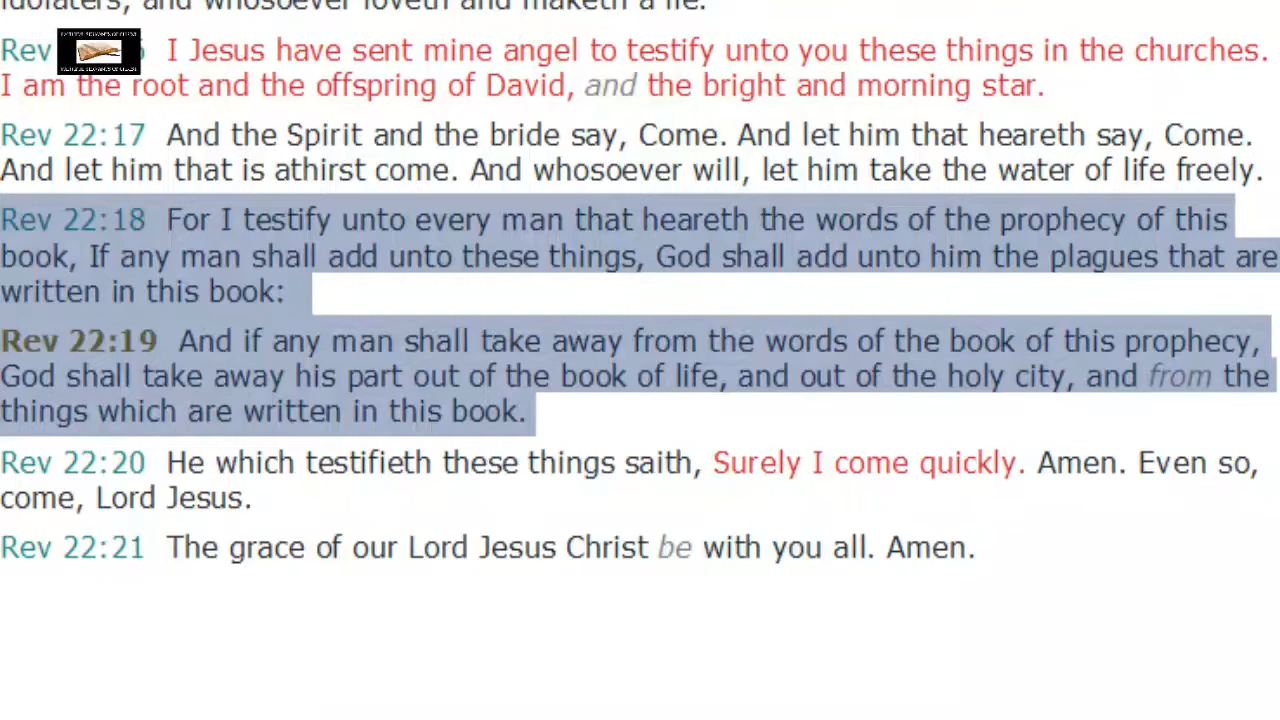 idolaters, and whosoever loveth and maketh a lie.
Rev 6 I Jesus have sent mine angel to testify unto you these things in the churches.
I am the root and the offspring of David, and the bright and morning star.
Rev 22:17 And the Spirit and the bride say, Come. And let him that heareth say, Come.
And let him that is athirst come. And whosoever will, let him take the water of life freely.
Rev 22:18 For I testify unto every man that heareth the words of the prophecy of this
book, If any man shall add unto these things, God shall add unto him the plagues that are
written in this book:
Rev 22:19 And if any man shall take away from the words of the book of this prophecy,
God shall take away his part out of the book of life, and out of the holy city, and from the
things which are written in this book.
Rev 22:20 He which testifieth these things saith, Surely I come quickly. Amen. Even so,
come, Lord Jesus.
Rev 22:21 The grace of our Lord Jesus Christ be with you all. Amen.